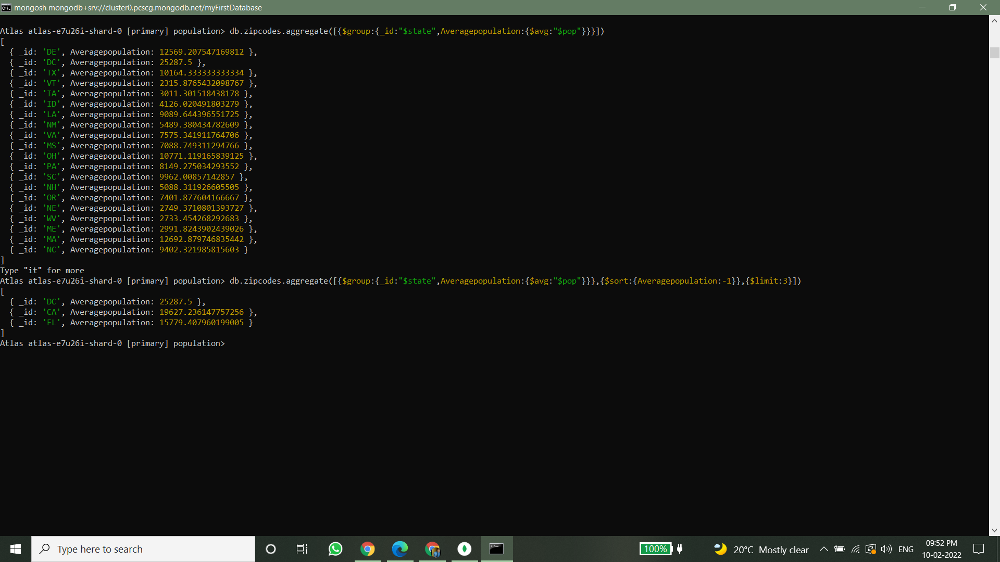 mongosh mongodb+srv://cluster0.pcscg.mongodb.net/myFirstDatabase
Atlas atlas-e7u26i-shard-0 [primary] population> db.zipcodes.aggregate([{$group:{_id:"$state",Averagepopulation:{$avg:"$pop"}}}])
[
  { _id: 'DE', Averagepopulation: 12569.207547169812 },
  { _id: 'DC', Averagepopulation: 25287.5 },
  { _id: 'TX', Averagepopulation: 10164.333333333334 },
  { _id: 'VT', Averagepopulation: 2315.8765432098767 },
  { _id: 'IA', Averagepopulation: 3011.301518438178 },
  { _id: 'ID', Averagepopulation: 4126.020491803279 },
  { _id: 'LA', Averagepopulation: 9089.644396551725 },
  { _id: 'NM', Averagepopulation: 5489.380434782609 },
  { _id: 'VA', Averagepopulation: 7575.341911764706 },
  { _id: 'MS', Averagepopulation: 7088.749311294766 },
  { _id: 'OH', Averagepopulation: 10771.119165839125 },
  { _id: 'PA', Averagepopulation: 8149.275034293552 },
  { _id: 'SC', Averagepopulation: 9962.00857142857 },
  { _id: 'NH', Averagepopulation: 5088.311926605505 },
  { _id: 'OR', Averagepopulation: 7401.877604166667 },
  { _id: 'NE', Averagepopulation: 2749.3710801393727 },
  { _id: 'WV', Averagepopulation: 2733.454268292683 },
  { _id: 'ME', Averagepopulation: 2991.8243902439026 },
  { _id: 'MA', Averagepopulation: 12692.879746835442 },
  { _id: 'NC', Averagepopulation: 9402.321985815603 }
]
Type "it" for more
Atlas atlas-e7u26i-shard-0 [primary] population> db.zipcodes.aggregate([{$group:{_id:"$state",Averagepopulation:{$avg:"$pop"}}},{$sort:{Averagepopulation:-1}},{$limit:3}])
[
  { _id: 'DC', Averagepopulation: 25287.5 },
  { _id: 'CA', Averagepopulation: 19627.236147757256 },
  { _id: 'FL', Averagepopulation: 15779.407960199005 }
]
Atlas atlas-e7u26i-shard-0 [primary] population>
Type here to search
100%
20°C Mostly clear
ENG
09:52 PM
10-02-2022